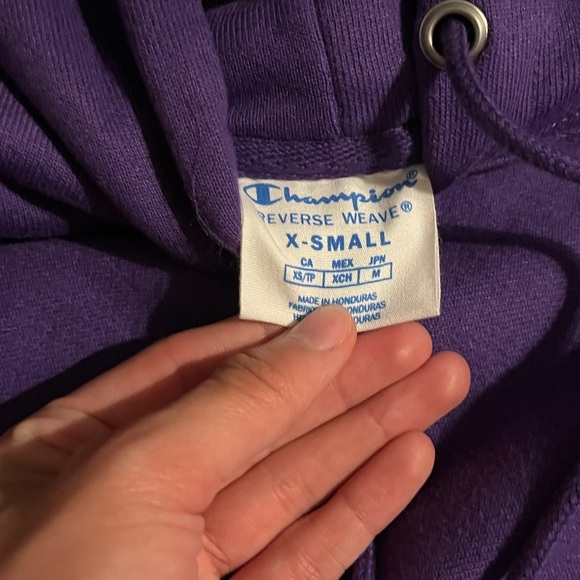 Champion®
REVERSE WEAVE®
X-SMALL
CA MEX JPN
XS/TP XCH M
MADE IN HONDURAS